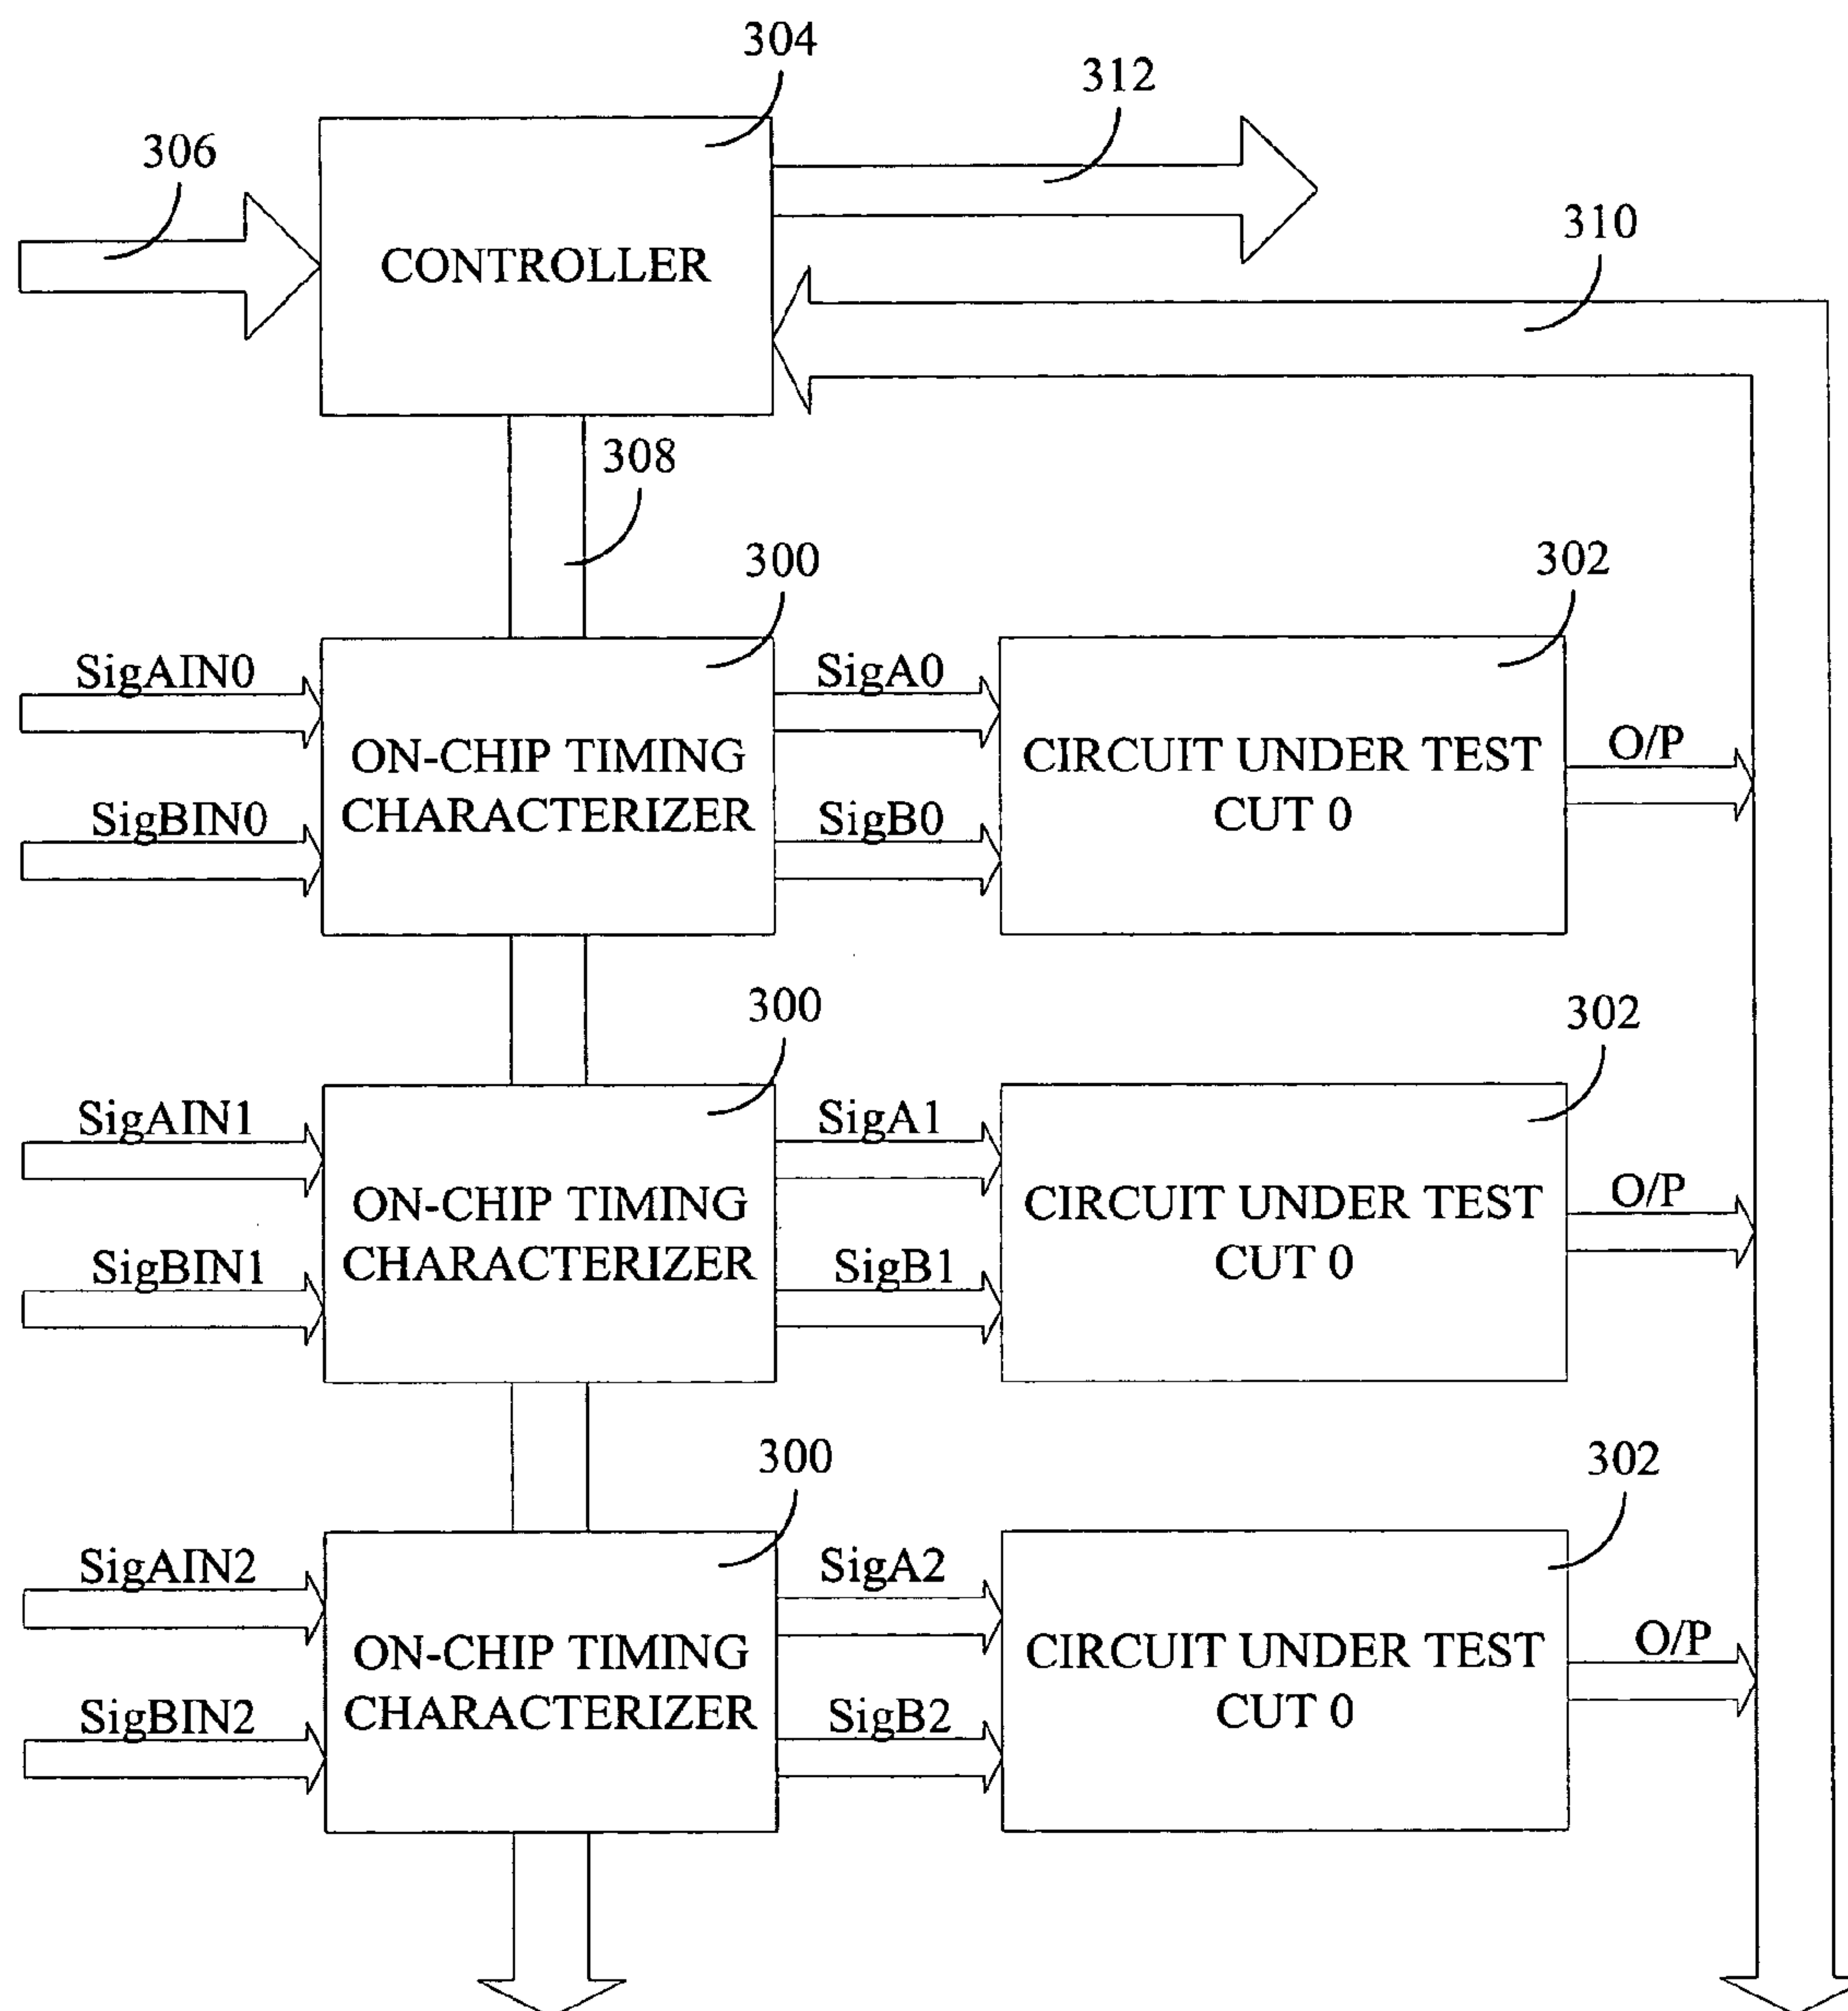 304
312
306
310
CONTROLLER
308
300
302
SigAIN0
SigA0
ON-CHIP TIMING
CHARACTERIZER
CIRCUIT UNDER TEST
CUT 0
O/P
SigBIN0
SigB0
300
302
SigAIN1
SigA1
ON-CHIP TIMING
CHARACTERIZER
CIRCUIT UNDER TEST
CUT 0
O/P
SigBIN1
SigB1
300
302
SigAIN2
SigA2
ON-CHIP TIMING
CHARACTERIZER
CIRCUIT UNDER TEST
CUT 0
O/P
SigBIN2
SigB2